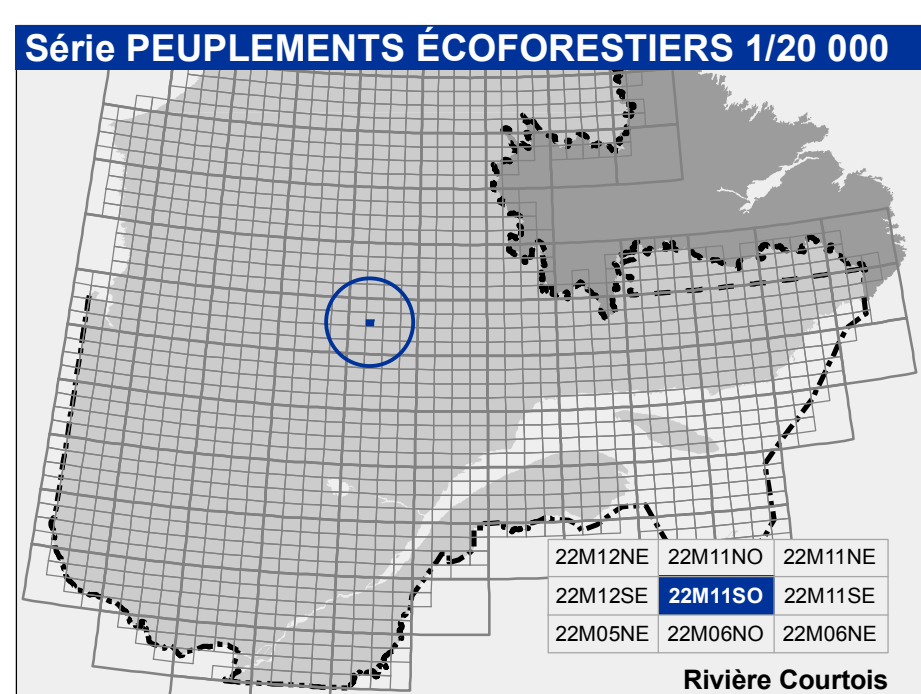 Série PEUPLEMENTS ÉCOFORESTIERS 1/20 000
22M12NE 22M11NO 22M11NE
22M12SE 22M11SO 22M11SE
22M05NE 22M06NO 22M06NE
Rivière Courtois